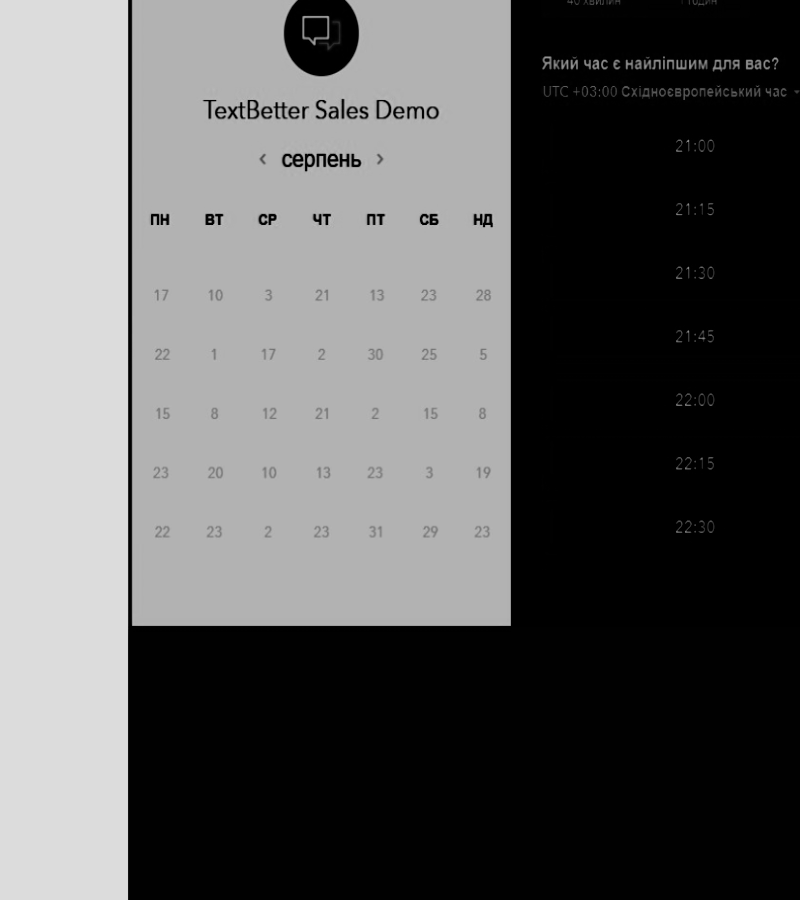 TextBetter Sales Demo
‹ серпень ›
ПН ВТ СР ЧТ ПТ СБ НД
17 10 3 21 13 23 28
22 1 17 2 30 25 5
15 8 12 21 2 15 8
23 20 10 13 23 3 19
22 23 2 23 31 29 23
40 хвилин 1 годин
Який час є найліпшим для вас?
UTC +03:00 Східноєвропейський час
21:00
21:15
21:30
21:45
22:00
22:15
22:30